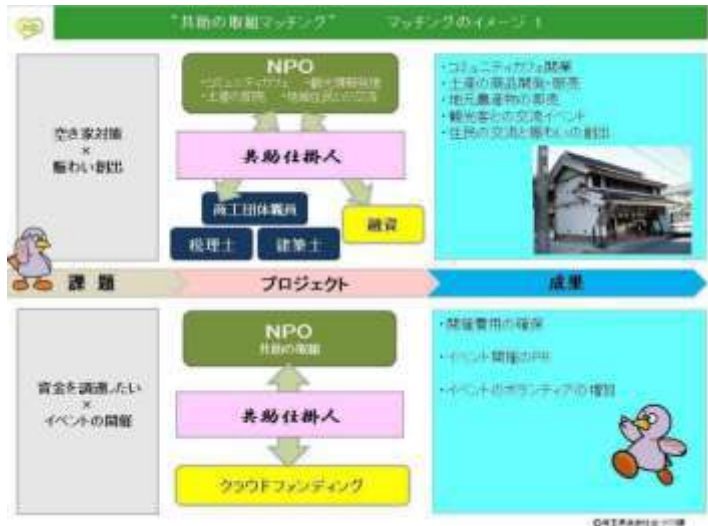 "共助の取組マッチング" マッチングのイメージ 1
空き家対策
×
賑わい創出
NPO
・コミュニティカフェ ・観光情報発信
・土産の販売 ・地域住民との交流
共助仕掛人
商工団体職員
税理士
建築士
融資
・コミュニティカフェ開業
・土産の商品開発・販売
・地元農産物の販売
・観光客との交流イベント
・住民の交流と賑わいの創出
課 題
プロジェクト
成果
資金を調達したい
×
イベントの開催
NPO
共助の取組
共助仕掛人
クラウドファンディング
・開催費用の確保
・イベント開催のPR
・イベントのボランティアの増加